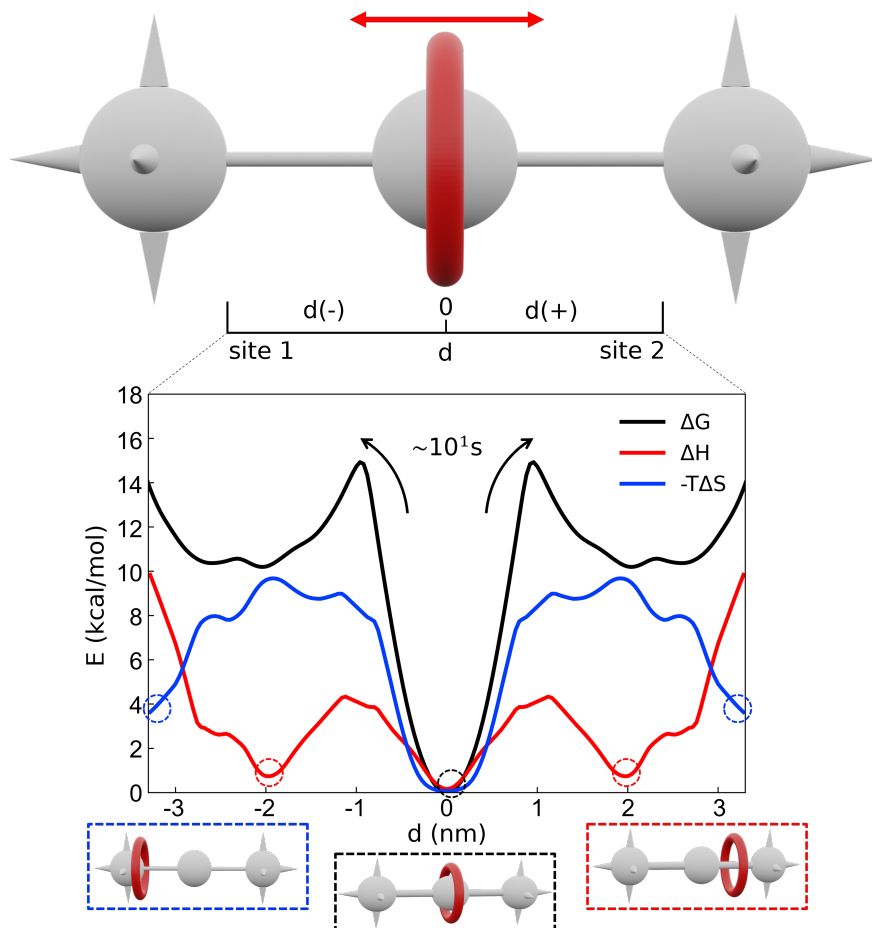 d(-) 0 d(+)
site 1 d site 2
18
16
14
12
10
8
6
4
2
0
E (kcal/mol)
~10¹s
ΔG
ΔH
-TΔS
-3 -2 -1 0 1 2 3
d (nm)